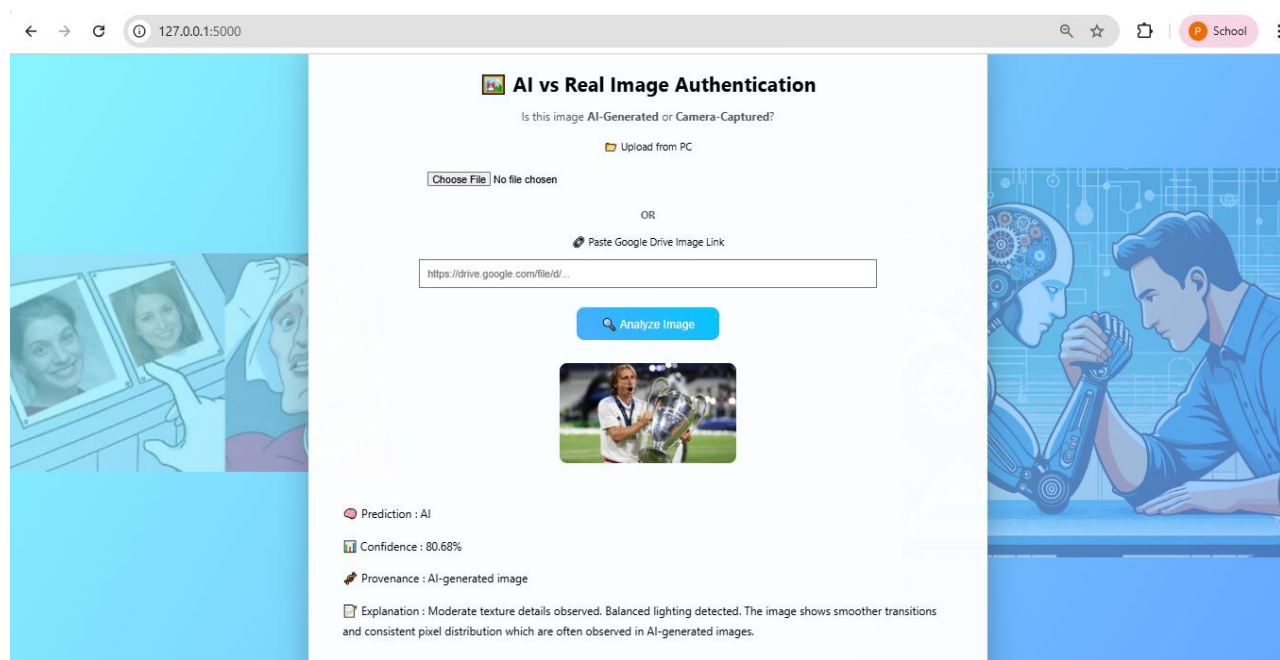 127.0.0.1:5000
School
AI vs Real Image Authentication
Is this image AI-Generated or Camera-Captured?
Upload from PC
Choose File No file chosen
OR
Paste Google Drive Image Link
https://drive.google.com/file/d/...
Analyze Image
Prediction : AI
Confidence : 80.68%
Provenance : AI-generated image
Explanation : Moderate texture details observed. Balanced lighting detected. The image shows smoother transitions
and consistent pixel distribution which are often observed in AI-generated images.